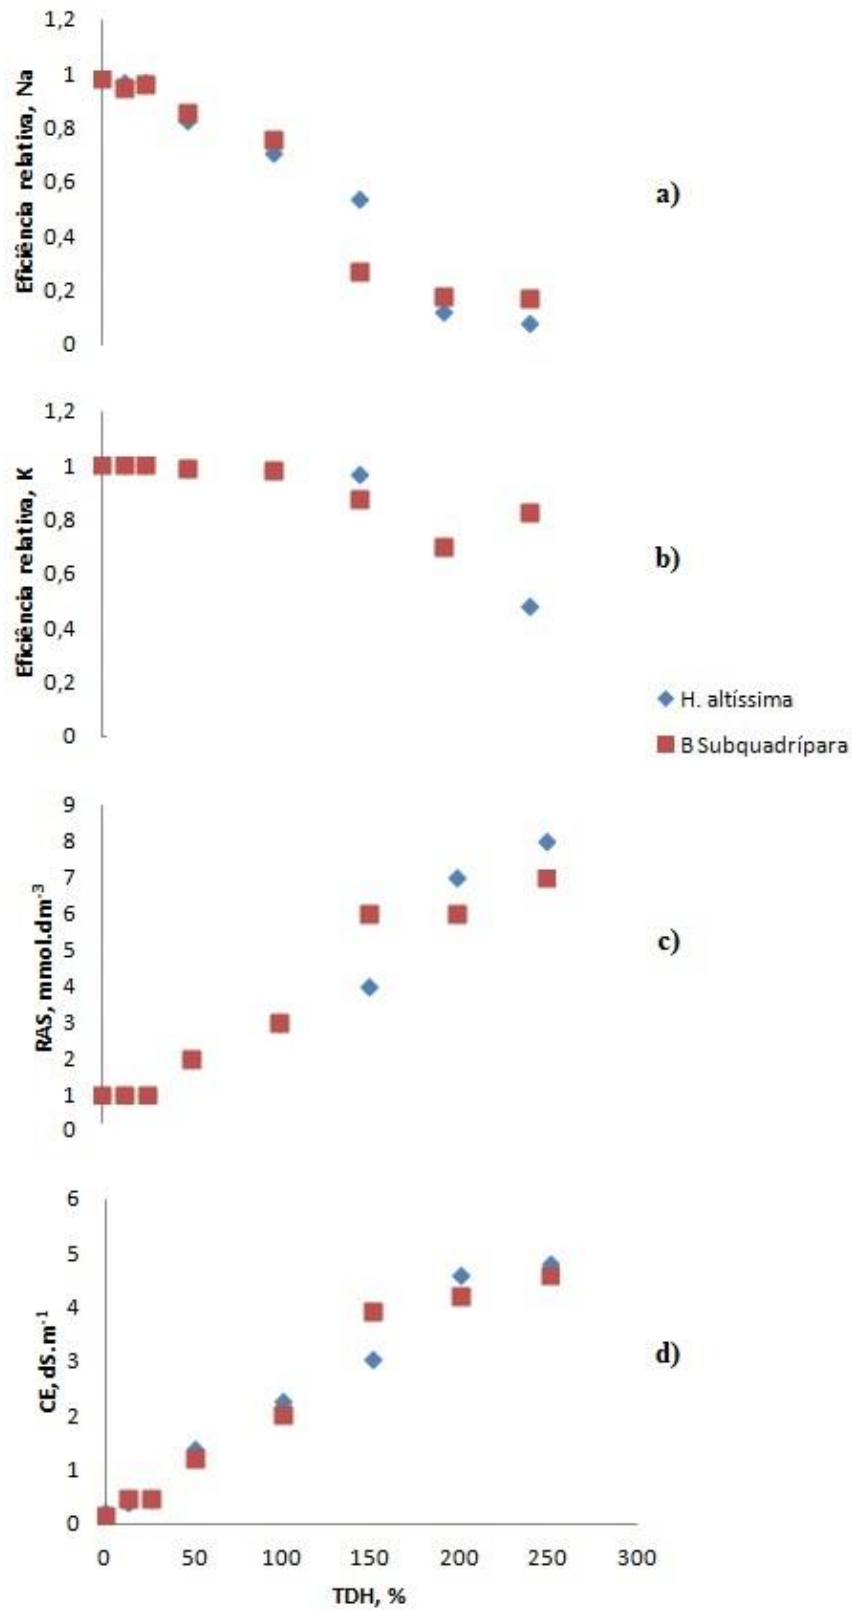 1,2
1
0,8
0,6
0,4
0,2
0
Eficiência relativa, Na
a)
1,2
1
0,8
0,6
0,4
0,2
0
Eficiência relativa, K
b)
H. altíssima
B Subquadrípara
9
8
7
6
5
4
3
2
1
0
RAS, mmol.dm-³
c)
6
5
4
3
2
1
0
CE, dS.m-¹
d)
0 50 100 150 200 250 300
TDH, %